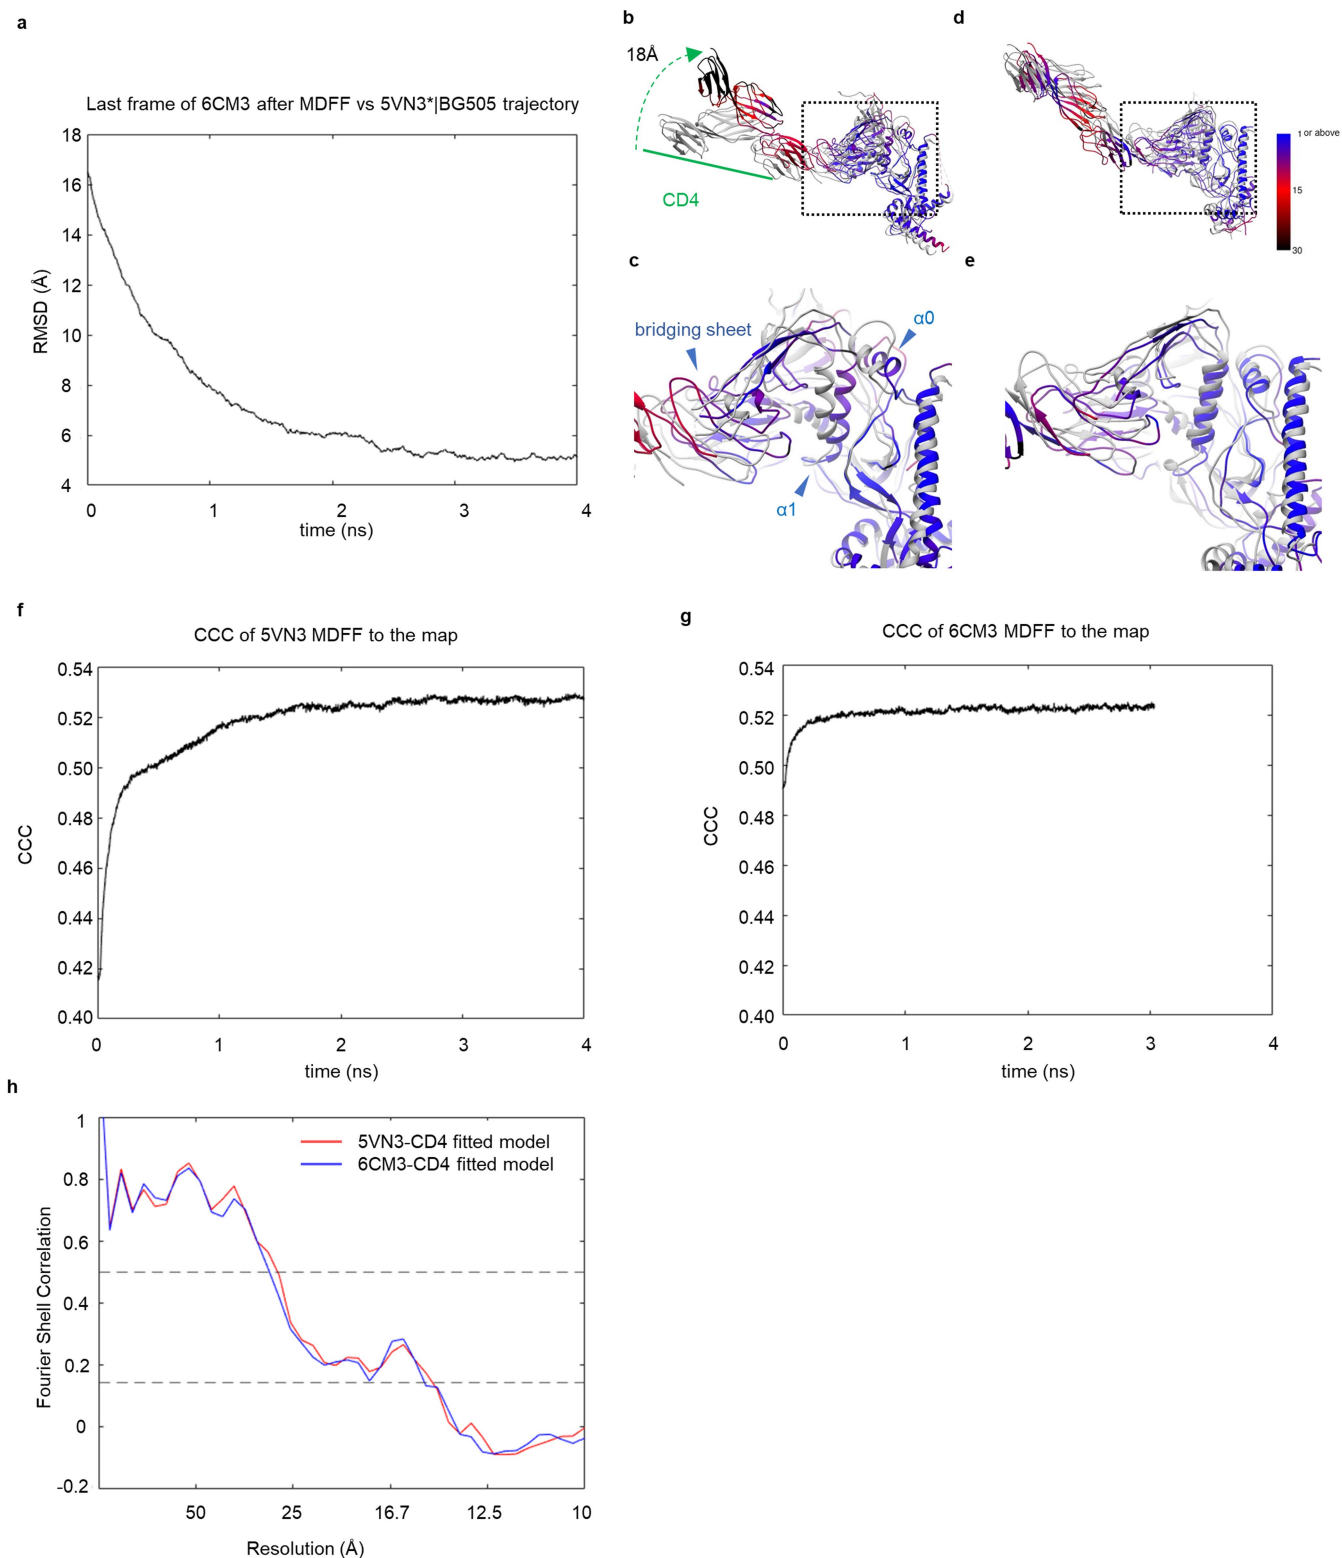 a
Last frame of 6CM3 after MDFF vs 5VN3*|BG505 trajectory
18
16
14
12
10
8
6
4
RMSD (Å)
0 1 2 3 4
time (ns)
b
18Å
CD4
d
1 or above
15
30
c
bridging sheet
α0
α1
e
f
CCC of 5VN3 MDFF to the map
0.54
0.52
0.50
0.48
0.46
0.44
0.42
0.40
CCC
0 1 2 3 4
time (ns)
g
CCC of 6CM3 MDFF to the map
0.54
0.52
0.50
0.48
0.46
0.44
0.42
0.40
CCC
0 1 2 3 4
time (ns)
h
5VN3-CD4 fitted model
6CM3-CD4 fitted model
1
0.8
0.6
0.4
0.2
0
-0.2
Fourier Shell Correlation
50 25 16.7 12.5 10
Resolution (Å)